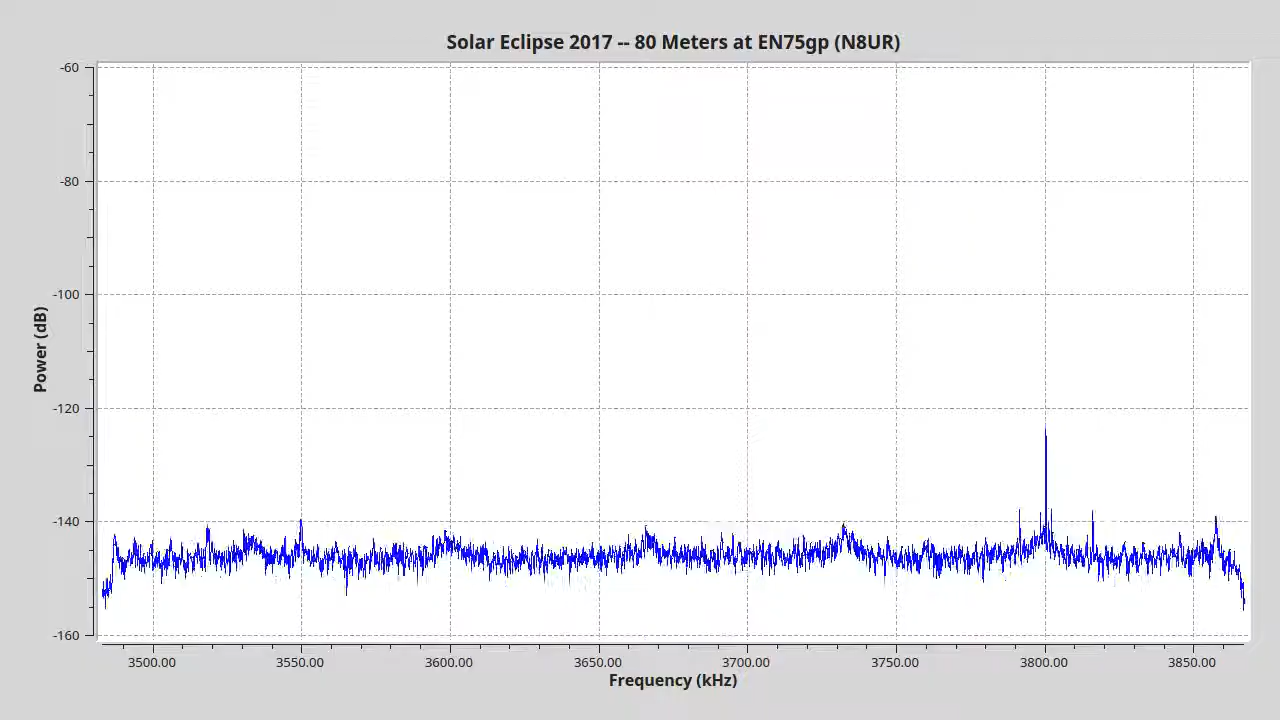 Solar Eclipse 2017 -- 80 Meters at EN75gp (N8UR)
-60
-80
-100
-120
-140
-160
Power (dB)
3500.00 3550.00 3600.00 3650.00 3700.00 3750.00 3800.00 3850.00
Frequency (kHz)